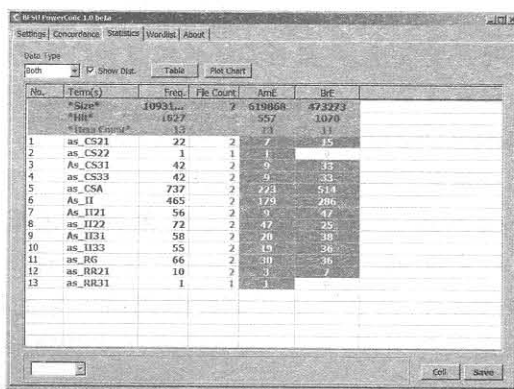 BFSU PowerConc 1.0 beta
Settings Concordance Statistics Wordlist About
Data Type
Both Show Dist. Table Plot Chart
No. Term(s) Freq. File Count AmE BrE
*Size* 10931... 2 619868 473273
*Hit* 1627 557 1070
*Item Count* 13 13 11
1 as_CS21 22 2 7 15
2 as_CS22 1 1 1
3 As_CS31 42 2 9 33
4 as_CS33 42 2 9 33
5 as_CSA 737 2 223 514
6 As_II 465 2 179 286
7 As_II21 56 2 9 47
8 as_II22 72 2 47 25
9 As_II31 58 2 20 38
10 as_II33 55 2 19 36
11 as_RG 66 2 30 36
12 as_RR21 10 2 3 7
13 as_RR31 1 1 1
Coll Save